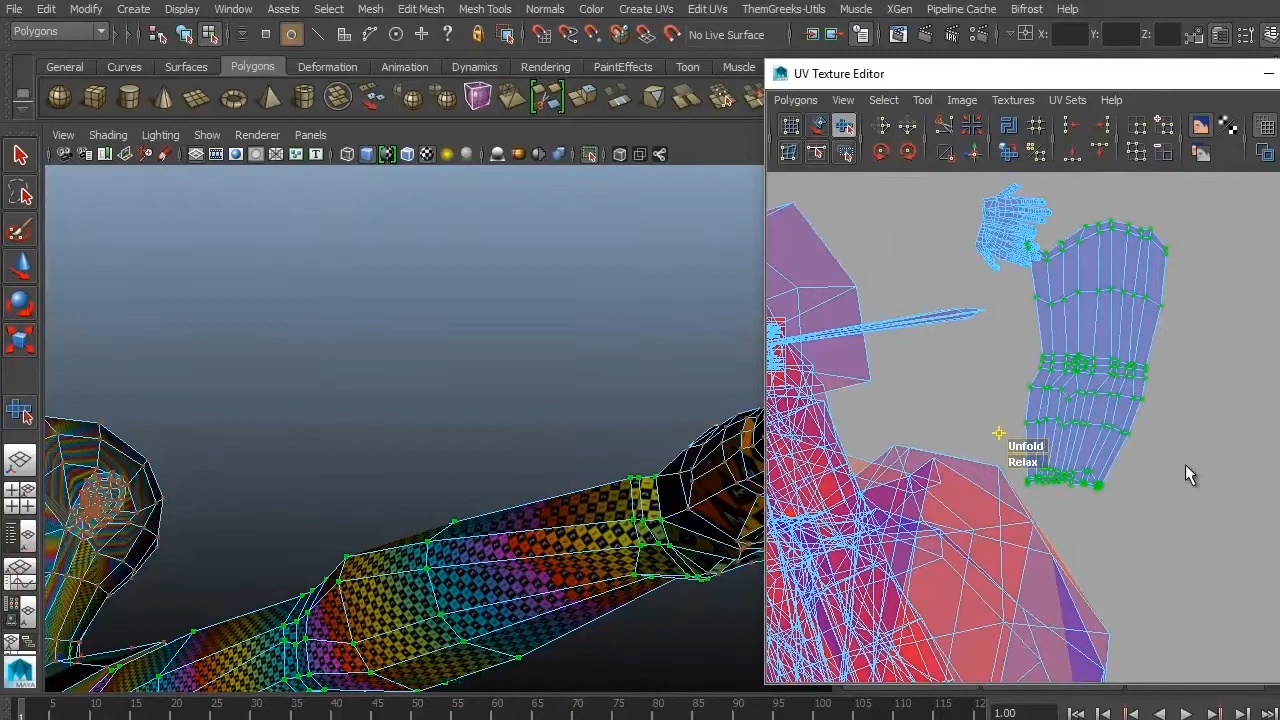 File Edit Modify Create Display Window Assets Select Mesh Edit Mesh Mesh Tools Normals Color Create UVs Edit UVs ThemGreeks-Utils Muscle XGen Pipeline Cache Bifrost Help
Polygons No Live Surface X: Y: Z:
General Curves Surfaces Polygons Deformation Animation Dynamics Rendering PaintEffects Toon Muscle
UV Texture Editor
Polygons View Select Tool Image Textures UV Sets Help
View Shading Lighting Show Renderer Panels
Unfold
Relax
MAYA
5 10 15 20 25 30 35 40 45 50 55 60 65 70 75 80 85 90 95 100 105 110 115 12
1 1.00